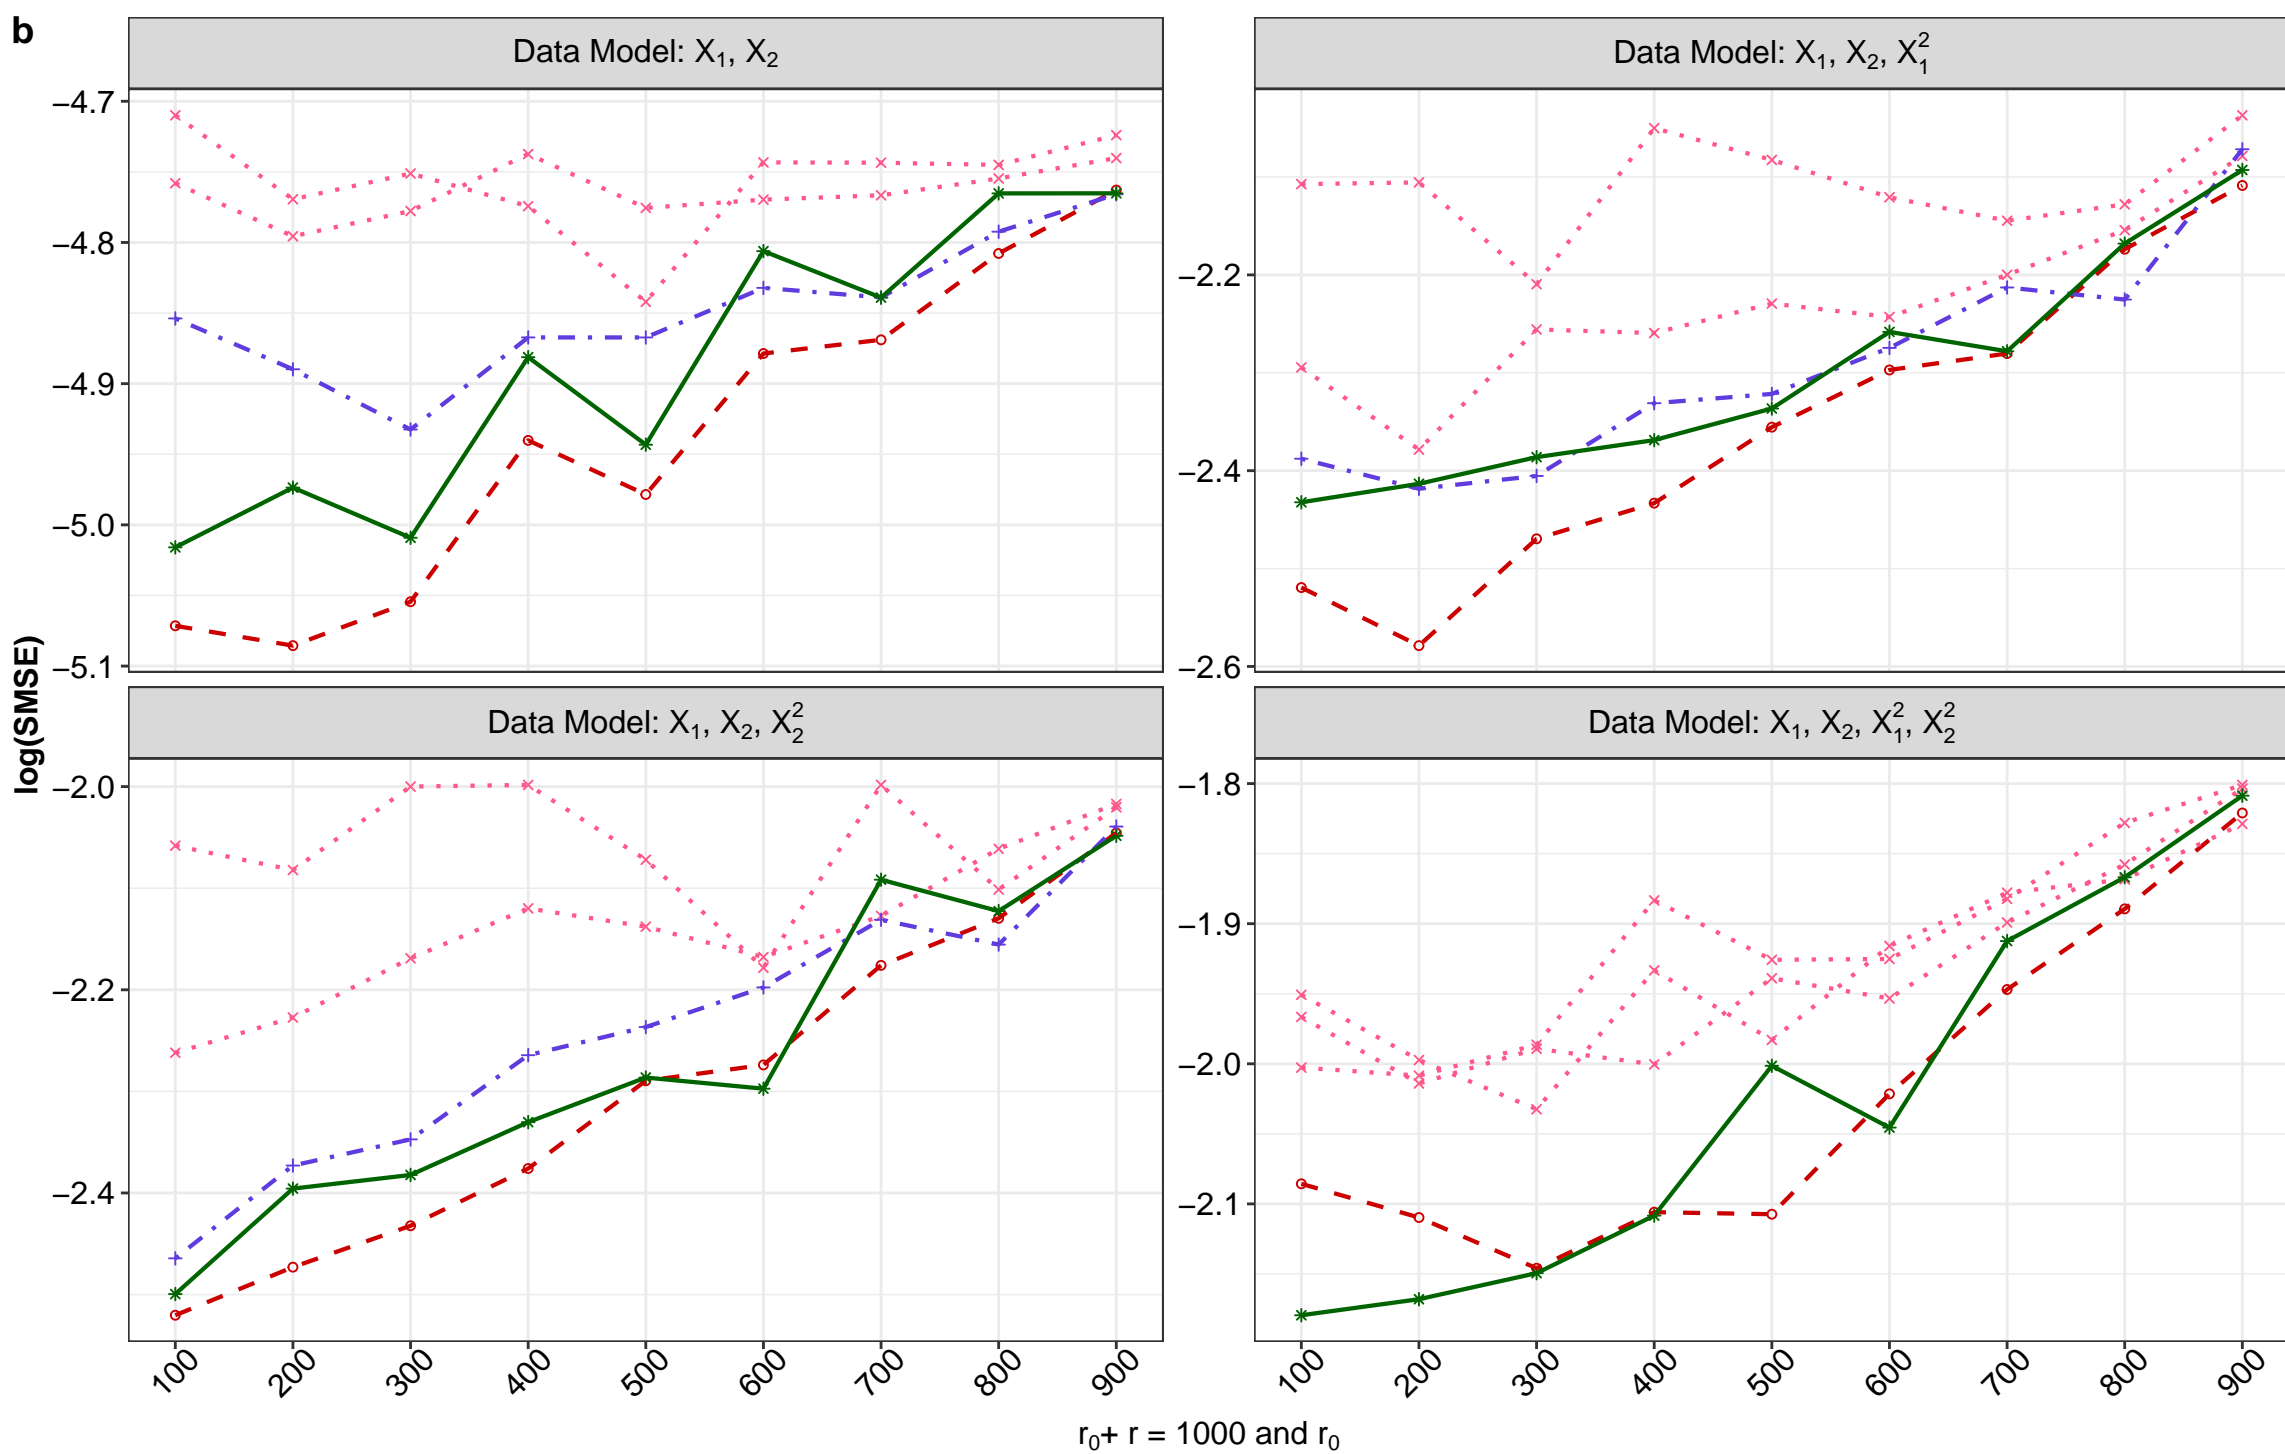 b
Data Model: X₁, X₂
Data Model: X₁, X₂, X₁²
−4.7
−4.8
−4.9
−5.0
−5.1
−2.2
−2.4
−2.6
log(SMSE)
Data Model: X₁, X₂, X₂²
Data Model: X₁, X₂, X₁², X₂²
−2.0
−2.2
−2.4
−1.8
−1.9
−2.0
−2.1
100 200 300 400 500 600 700 800 900
100 200 300 400 500 600 700 800 900
r₀+ r = 1000 and r₀